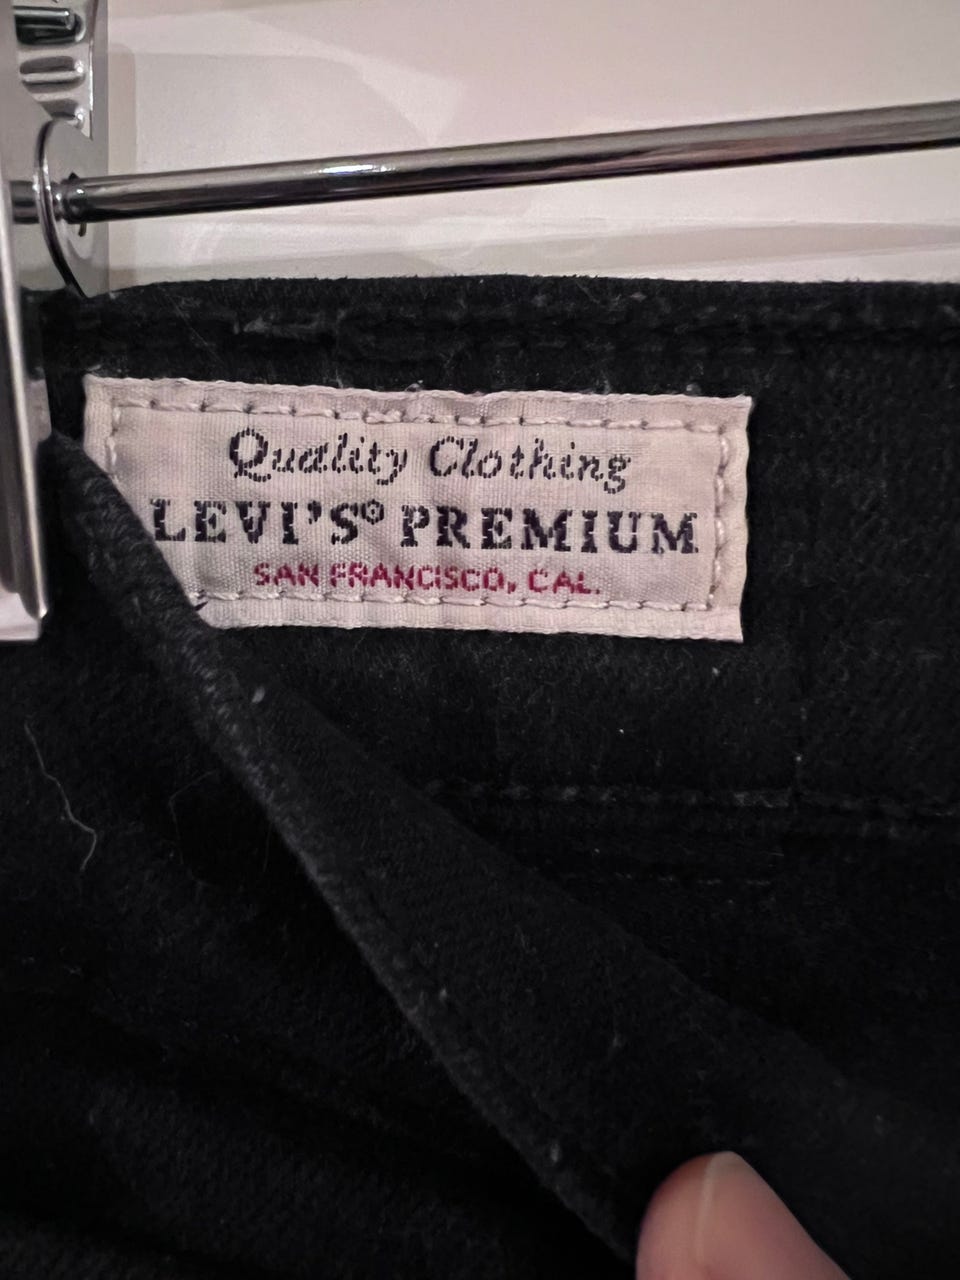 Quality Clothing
LEVI'S® PREMIUM
SAN FRANCISCO, CAL.